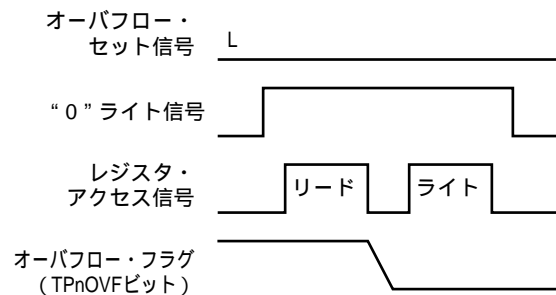 オーバフロー・
セット信号
L
“0”ライト信号
レジスタ・
アクセス信号
リード
ライト
オーバフロー・フラグ
(TPnOVFビット)